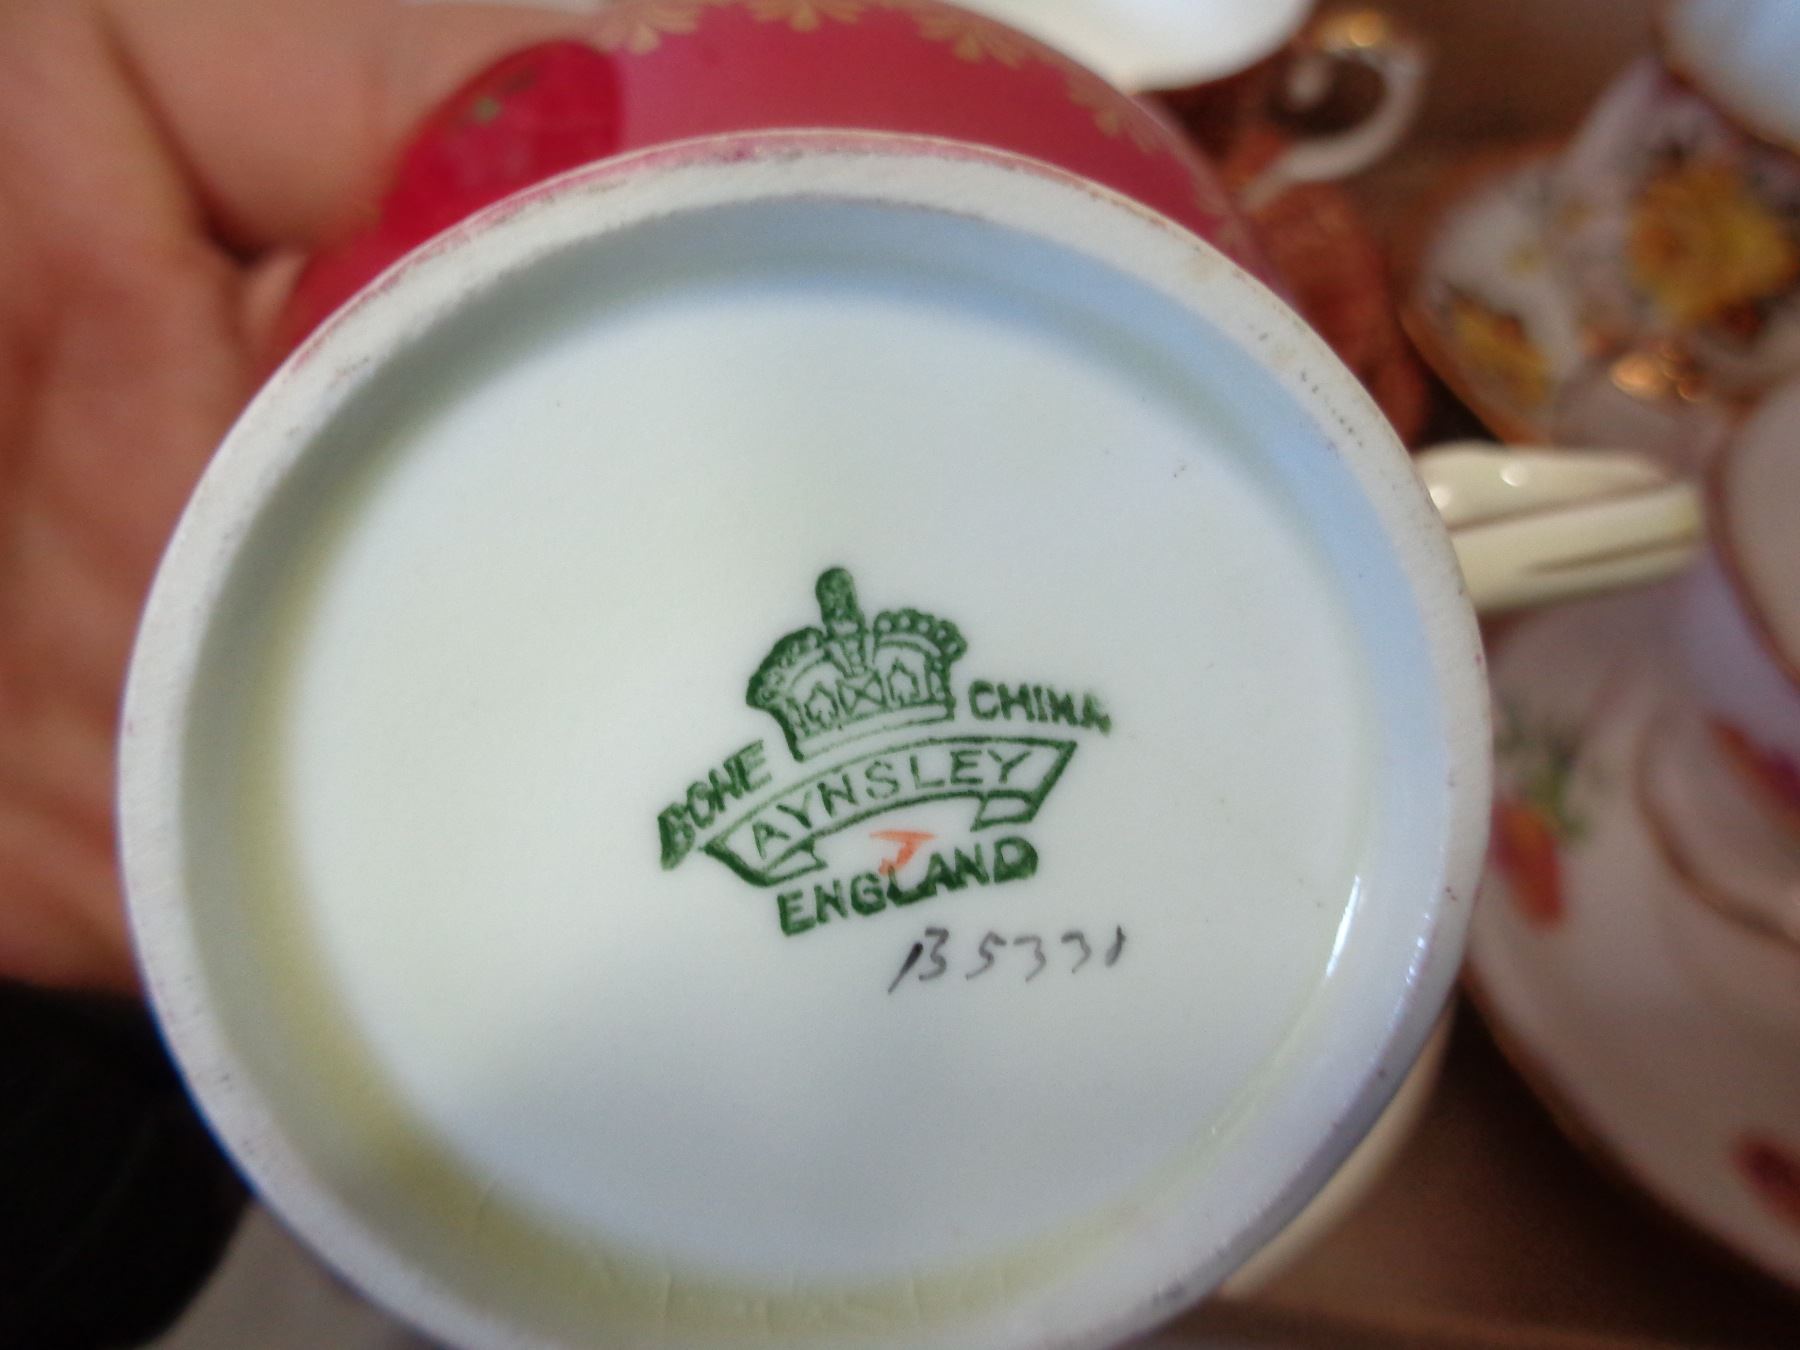 BONE CHINA
AYNSLEY
ENGLAND
J
B5331